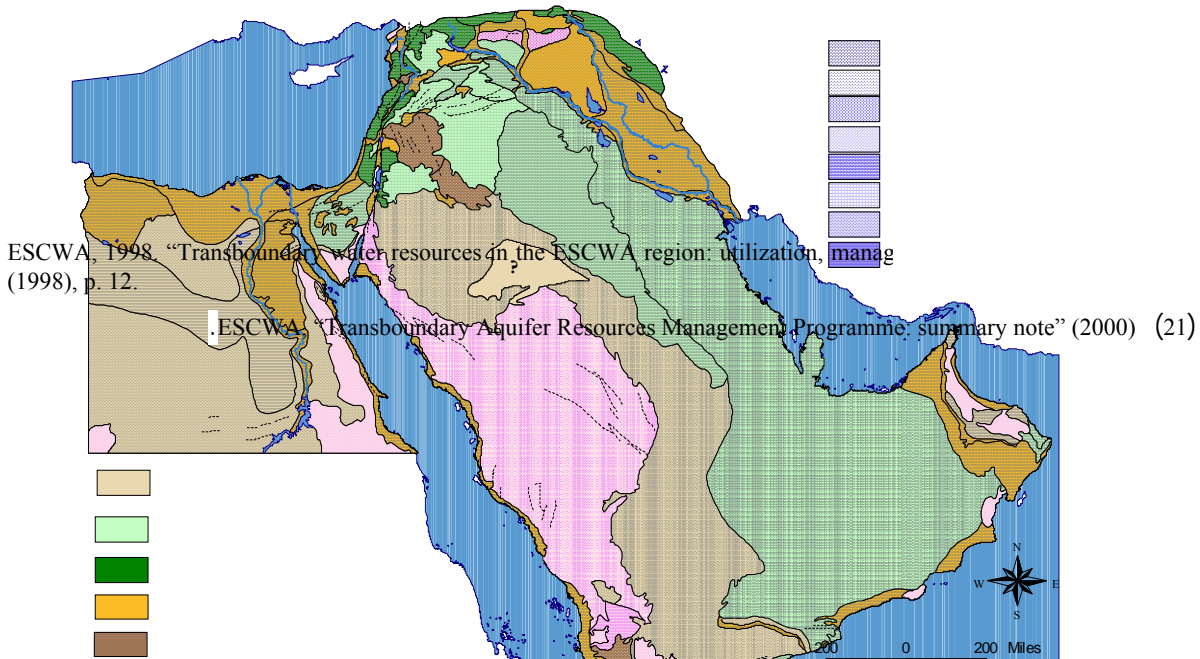 ESCWA, 1998. “Transboundary water resources in the ESCWA region: utilization, manag
(1998), p. 12.
?
.ESCWA, “Transboundary Aquifer Resources Management Programme: summary note” (2000) (21)
N
W E
S
200 0 200 Miles